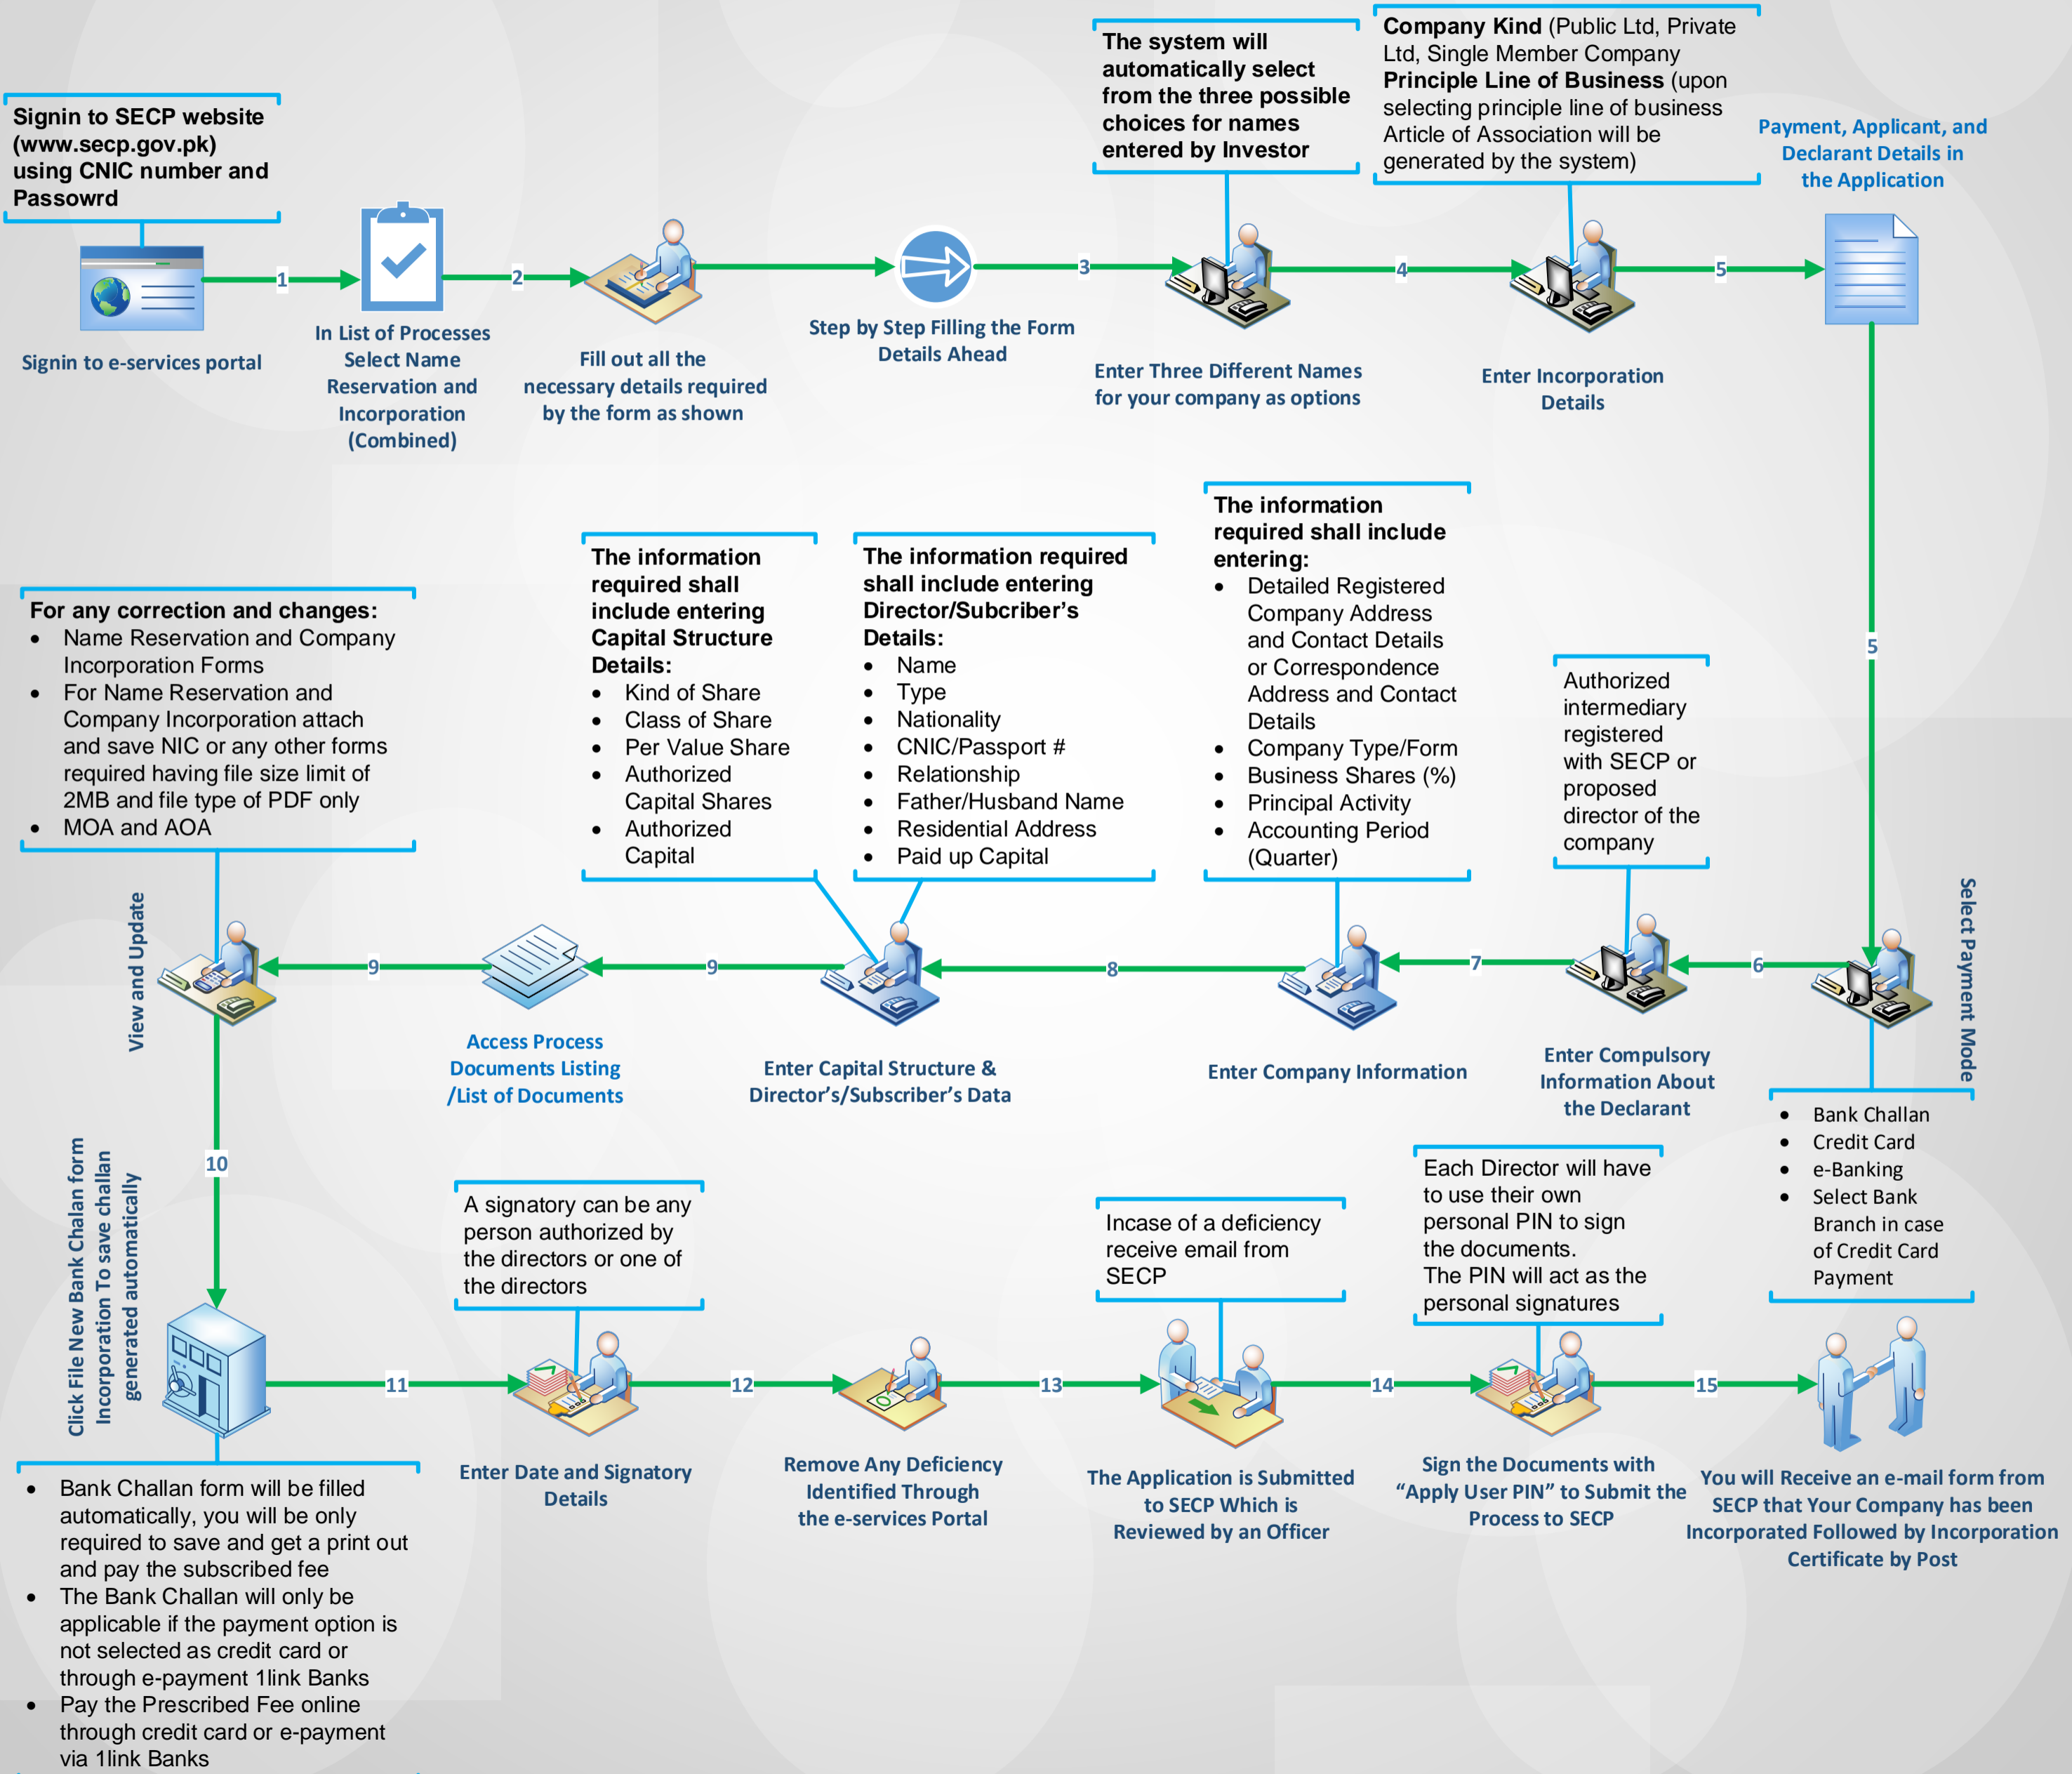 Signin to SECP website
(www.secp.gov.pk)
using CNIC number and
Passowrd
Signin to e-services portal
1
In List of Processes
Select Name
Reservation and
Incorporation
(Combined)
2
Fill out all the
necessary details required
by the form as shown
Step by Step Filling the Form
Details Ahead
3
The system will
automatically select
from the three possible
choices for names
entered by Investor
Enter Three Different Names
for your company as options
4
Company Kind (Public Ltd, Private
Ltd, Single Member Company
Principle Line of Business (upon
selecting principle line of business
Article of Association will be
generated by the system)
Enter Incorporation
Details
5
Payment, Applicant, and
Declarant Details in
the Application
5
Select Payment Mode
Bank Challan
Credit Card
e-Banking
Select Bank
Branch in case
of Credit Card
Payment
6
Authorized
intermediary
registered
with SECP or
proposed
director of the
company
Enter Compulsory
Information About
the Declarant
7
The information
required shall include
entering:
Detailed Registered
Company Address
and Contact Details
or Correspondence
Address and Contact
Details
Company Type/Form
Business Shares (%)
Principal Activity
Accounting Period
(Quarter)
Enter Company Information
8
The information required
shall include entering
Director/Subcriber's
Details:
Name
Type
Nationality
CNIC/Passport #
Relationship
Father/Husband Name
Residential Address
Paid up Capital
The information
required shall
include entering
Capital Structure
Details:
Kind of Share
Class of Share
Per Value Share
Authorized
Capital Shares
Authorized
Capital
Enter Capital Structure &
Director's/Subscriber's Data
9
Access Process
Documents Listing
/List of Documents
9
For any correction and changes:
Name Reservation and Company
Incorporation Forms
For Name Reservation and
Company Incorporation attach
and save NIC or any other forms
required having file size limit of
2MB and file type of PDF only
MOA and AOA
View and Update
10
Click File New Bank Chalan form
Incorporation To save challan
generated automatically
Bank Challan form will be filled
automatically, you will be only
required to save and get a print out
and pay the subscribed fee
The Bank Challan will only be
applicable if the payment option is
not selected as credit card or
through e-payment 1link Banks
Pay the Prescribed Fee online
through credit card or e-payment
via 1link Banks
11
A signatory can be any
person authorized by
the directors or one of
the directors
Enter Date and Signatory
Details
12
Remove Any Deficiency
Identified Through
the e-services Portal
13
Incase of a deficiency
receive email from
SECP
The Application is Submitted
to SECP Which is
Reviewed by an Officer
14
Each Director will have
to use their own
personal PIN to sign
the documents.
The PIN will act as the
personal signatures
Sign the Documents with
“Apply User PIN” to Submit the
Process to SECP
15
You will Receive an e-mail form from
SECP that Your Company has been
Incorporated Followed by Incorporation
Certificate by Post